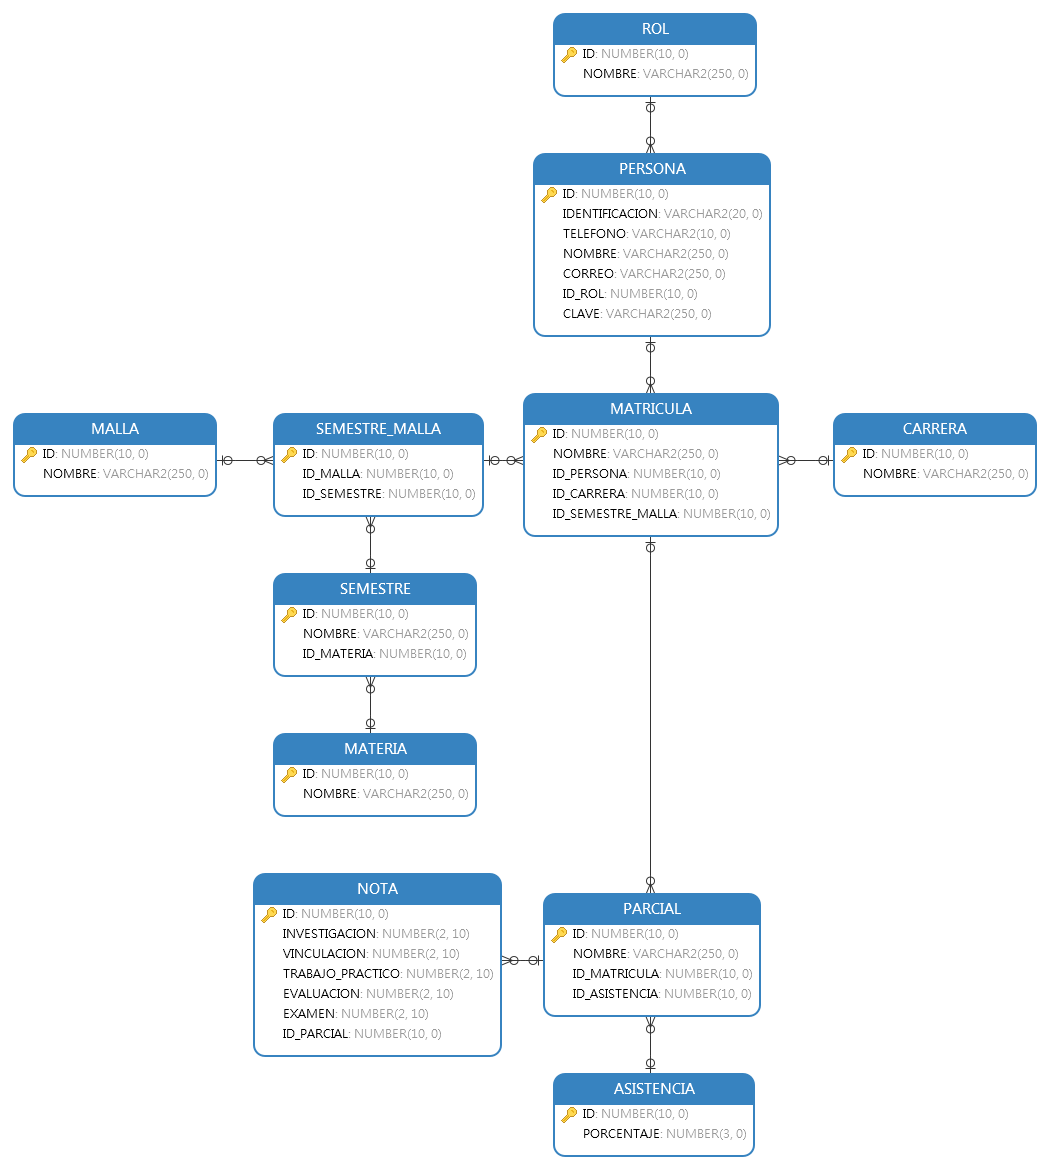 ROL
ID: NUMBER(10, 0)
NOMBRE: VARCHAR2(250, 0)
PERSONA
ID: NUMBER(10, 0)
IDENTIFICACION: VARCHAR2(20, 0)
TELEFONO: VARCHAR2(10, 0)
NOMBRE: VARCHAR2(250, 0)
CORREO: VARCHAR2(250, 0)
ID_ROL: NUMBER(10, 0)
CLAVE: VARCHAR2(250, 0)
MALLA
ID: NUMBER(10, 0)
NOMBRE: VARCHAR2(250, 0)
SEMESTRE_MALLA
ID: NUMBER(10, 0)
ID_MALLA: NUMBER(10, 0)
ID_SEMESTRE: NUMBER(10, 0)
MATRICULA
ID: NUMBER(10, 0)
NOMBRE: VARCHAR2(250, 0)
ID_PERSONA: NUMBER(10, 0)
ID_CARRERA: NUMBER(10, 0)
ID_SEMESTRE_MALLA: NUMBER(10, 0)
CARRERA
ID: NUMBER(10, 0)
NOMBRE: VARCHAR2(250, 0)
SEMESTRE
ID: NUMBER(10, 0)
NOMBRE: VARCHAR2(250, 0)
ID_MATERIA: NUMBER(10, 0)
MATERIA
ID: NUMBER(10, 0)
NOMBRE: VARCHAR2(250, 0)
NOTA
ID: NUMBER(10, 0)
INVESTIGACION: NUMBER(2, 10)
VINCULACION: NUMBER(2, 10)
TRABAJO_PRACTICO: NUMBER(2, 10)
EVALUACION: NUMBER(2, 10)
EXAMEN: NUMBER(2, 10)
ID_PARCIAL: NUMBER(10, 0)
PARCIAL
ID: NUMBER(10, 0)
NOMBRE: VARCHAR2(250, 0)
ID_MATRICULA: NUMBER(10, 0)
ID_ASISTENCIA: NUMBER(10, 0)
ASISTENCIA
ID: NUMBER(10, 0)
PORCENTAJE: NUMBER(3, 0)